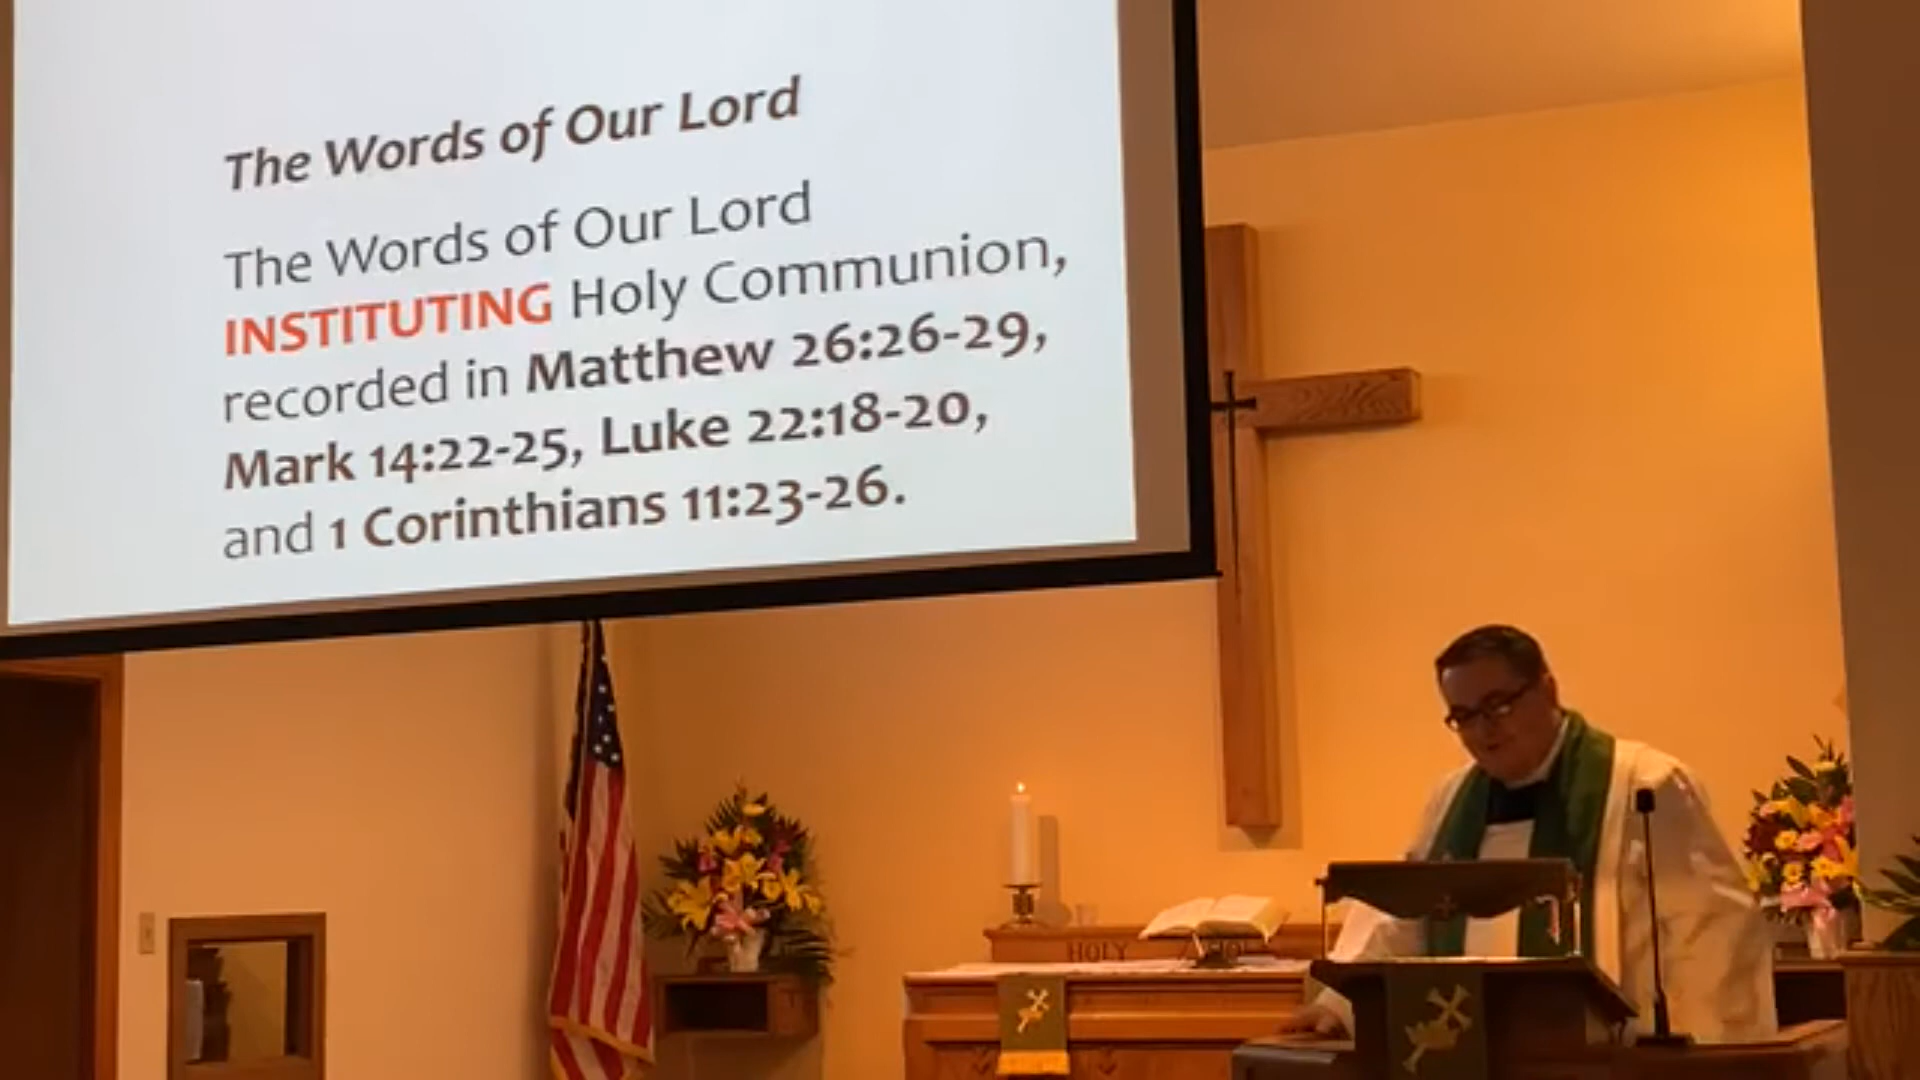 The Words of Our Lord
The Words of Our Lord
INSTITUTING Holy Communion,
recorded in Matthew 26:26-29,
Mark 14:22-25, Luke 22:18-20,
and 1 Corinthians 11:23-26.
HOLY